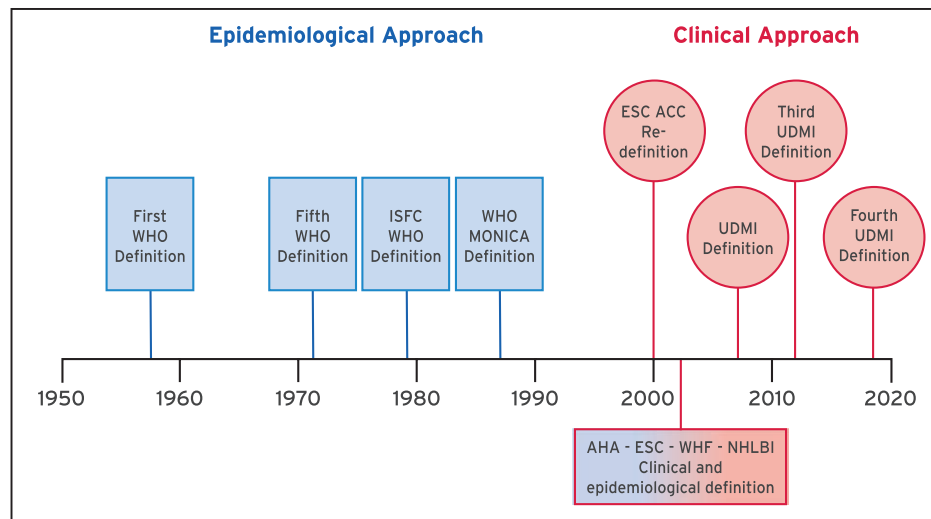 Epidemiological Approach
Clinical Approach
ESC ACC
Re-
definition
Third
UDMI
Definition
First
WHO
Definition
Fifth
WHO
Definition
ISFC
WHO
Definition
WHO
MONICA
Definition
UDMI
Definition
Fourth
UDMI
Definition
1950
1960
1970
1980
1990
2000
2010
2020
AHA - ESC - WHF - NHLBI
Clinical and
epidemiological definition